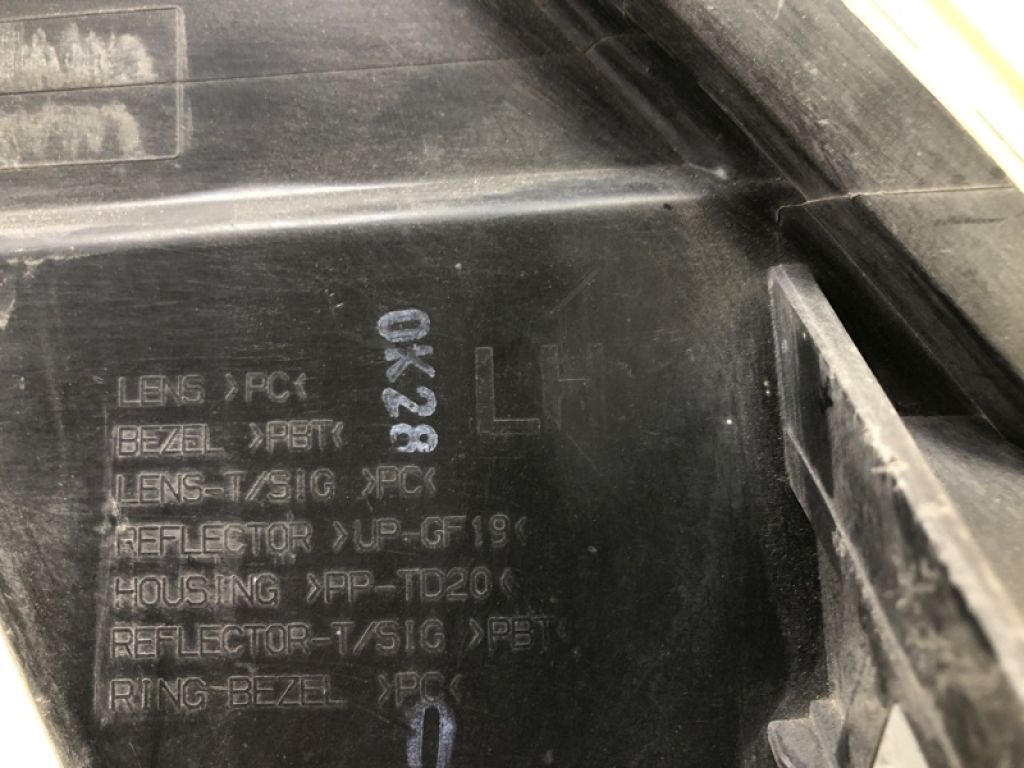 OK28
LH
LENS >PC<
BEZEL >PBT<
LENS-T/SIG >PC<
REFLECTOR >UP-GF19<
HOUSING >PP-TD20<
REFLECTOR-T/SIG >PBT<
RING-BEZEL >PC<